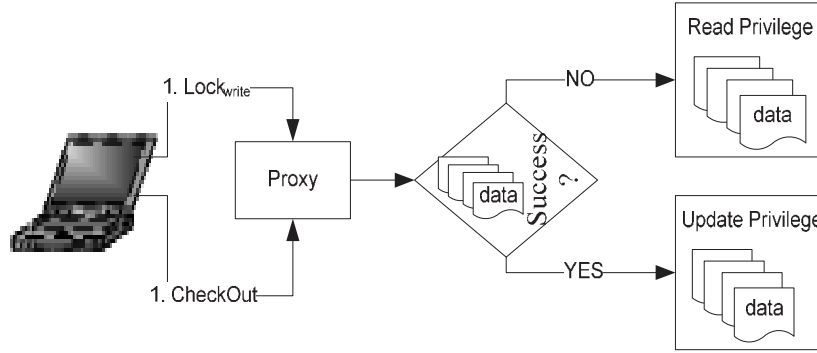 Read Privilege
data
1. Lockwrite
NO
Proxy
data
Success
?
Update Privilege
data
YES
1. CheckOut